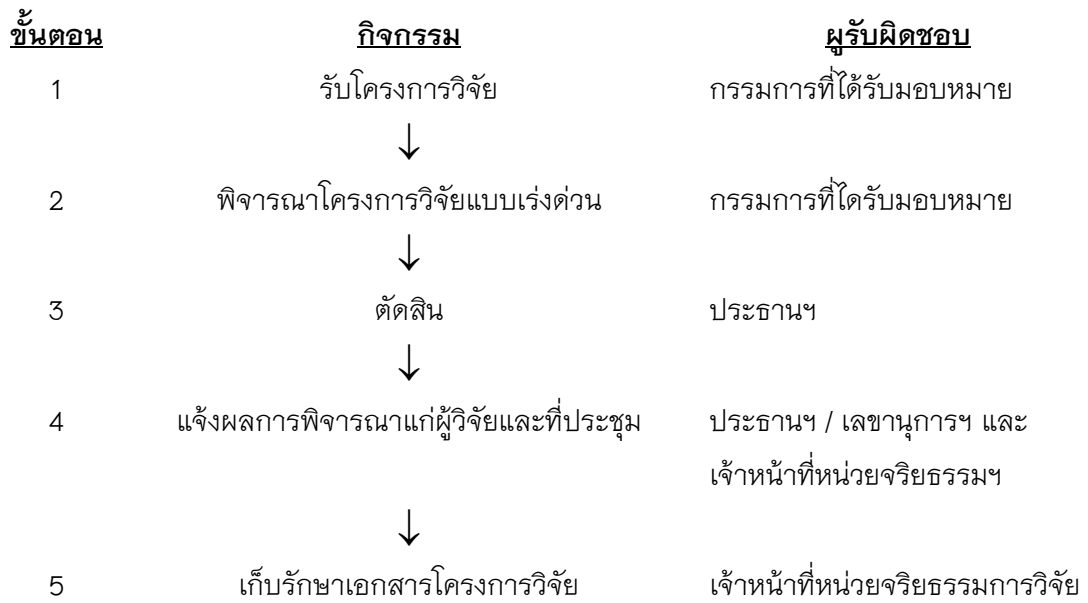 ขั้นตอน กิจกรรม ผูรับผิดชอบ
1 รับโครงการวิจัย กรรมการที่ได้รับมอบหมาย
↓
2 พิจารณาโครงการวิจัยแบบเร่งด่วน กรรมการที่ไดรับมอบหมาย
↓
3 ตัดสิน ประธานฯ
↓
4 แจ้งผลการพิจารณาแก่ผู้วิจัยและที่ประชุม ประธานฯ / เลขานุการฯ และ
เจ้าหน้าที่หน่วยจริยธรรมฯ
↓
5 เก็บรักษาเอกสารโครงการวิจัย เจ้าหน้าที่หน่วยจริยธรรมการวิจัย